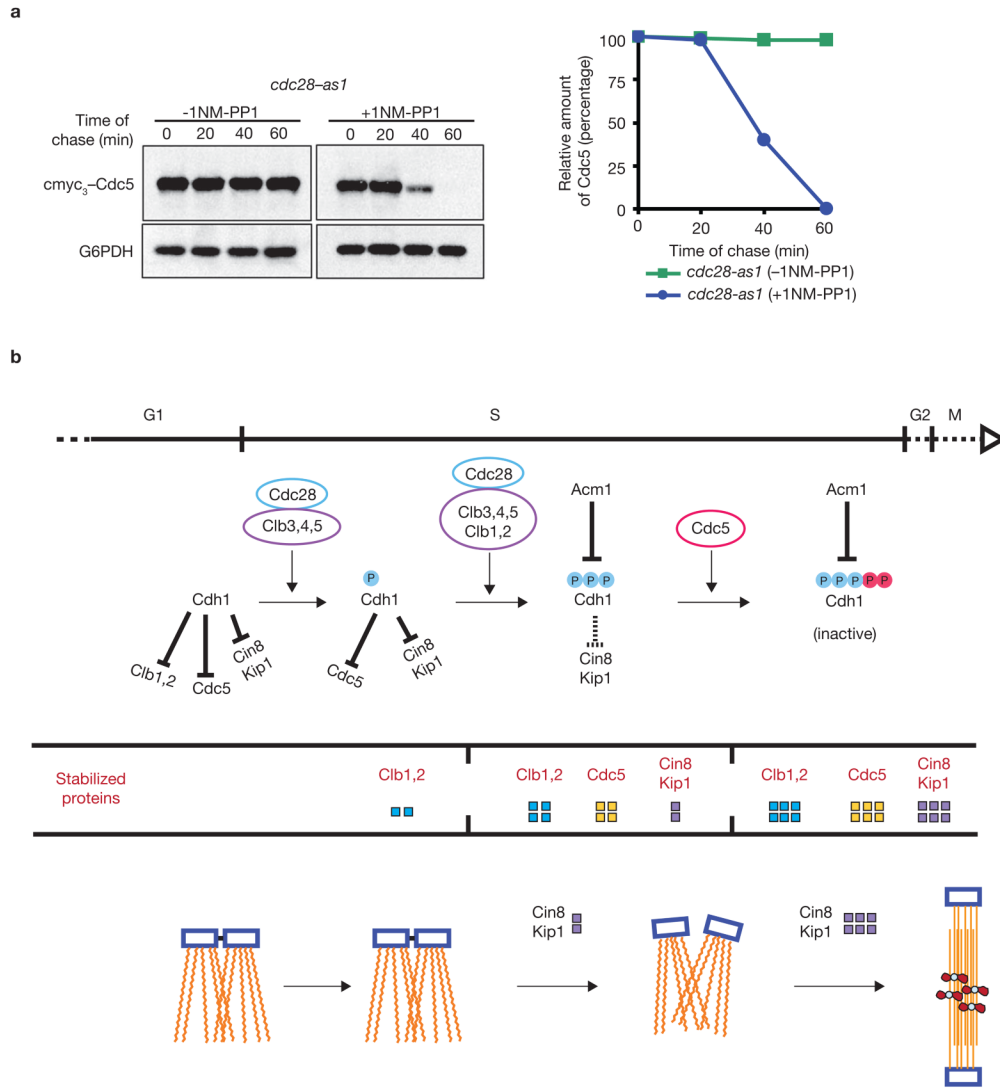 a
cdc28–as1
-1NM-PP1
+1NM-PP1
Time of
chase (min)
0 20 40 60
0 20 40 60
cmyc3–Cdc5
G6PDH
Relative amount
of Cdc5 (percentage)
100
75
50
25
0
0 20 40 60
Time of chase (min)
cdc28-as1 (–1NM-PP1)
cdc28-as1 (+1NM-PP1)
b
G1 S G2 M
Cdc28
Clb3,4,5
Cdc28
Clb3,4,5
Clb1,2
Acm1
Cdc5
Acm1
P
P P P
P P P P P
Cdh1
Cdh1
Cdh1
Cdh1
(inactive)
Clb1,2
Cdc5
Cin8
Kip1
Cdc5
Cin8
Kip1
Cin8
Kip1
Stabilized
proteins
Clb1,2
Clb1,2
Cdc5
Cin8
Kip1
Clb1,2
Cdc5
Cin8
Kip1
Cin8
Kip1
Cin8
Kip1